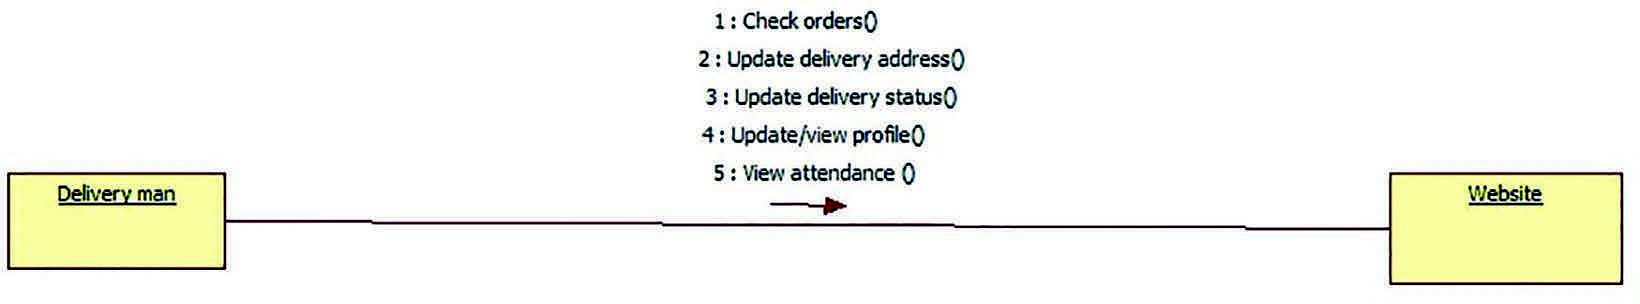 1 : Check orders()
2 : Update delivery address()
3 : Update delivery status()
4 : Update/view profile()
5 : View attendance ()
Delivery man
Website